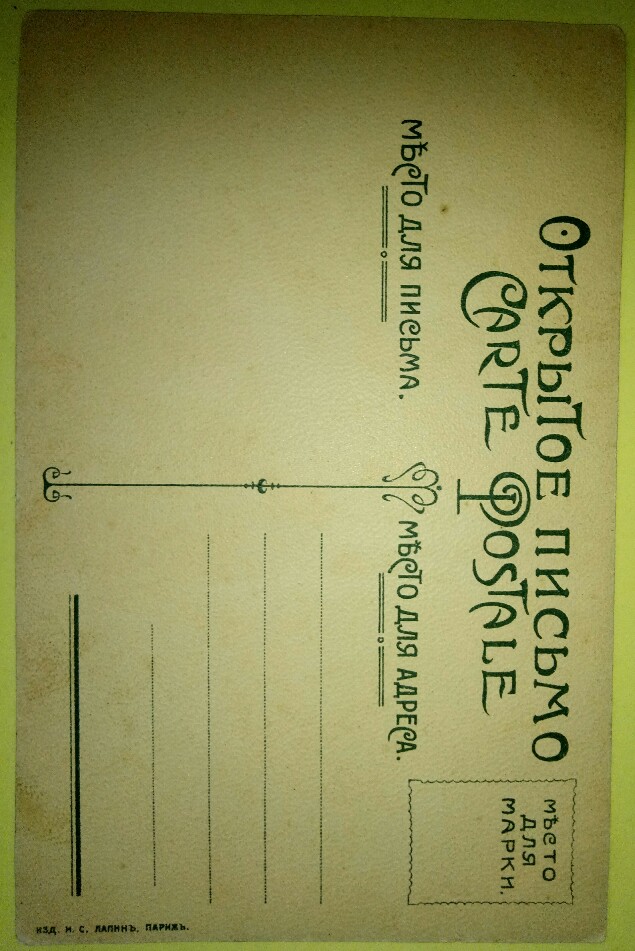 ОТКРЫТОЕ ПИСЬМО
CARTE POSTALE
МѢСТО
ДЛЯ
МАРКИ.
МѢСТО ДЛЯ ПИСЬМА.
МѢСТО ДЛЯ АДРЕСА.
ИЗД. И. С. ЛАПИНЪ, ПАРИЖЪ.